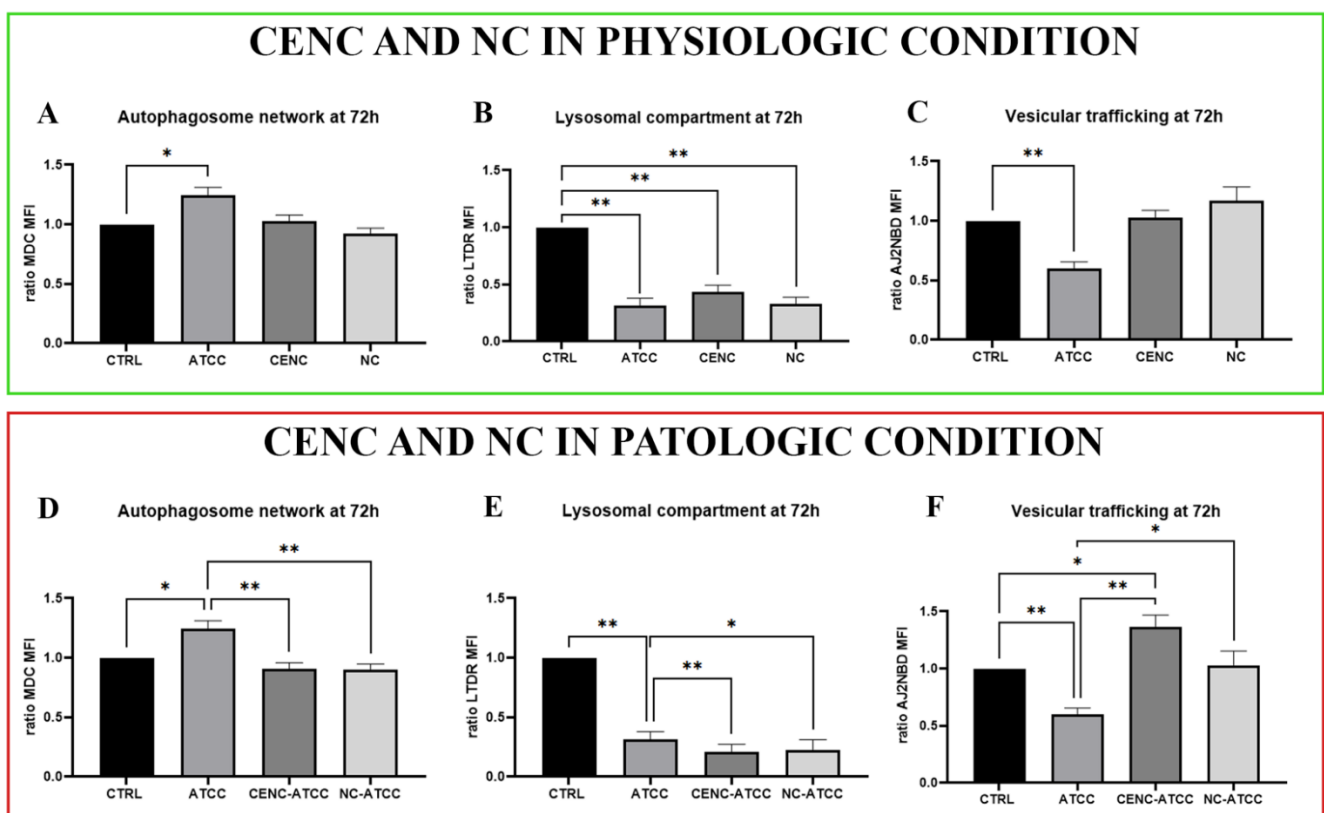 CENC AND NC IN PHYSIOLOGIC CONDITION
A
Autophagosome network at 72h
*
ratio MDC MFI
1.5
1.0
0.5
0.0
CTRL ATCC CENC NC
B
Lysosomal compartment at 72h
**
**
**
ratio LTDR MFI
1.5
1.0
0.5
0.0
CTRL ATCC CENC NC
C
Vesicular trafficking at 72h
**
ratio AJ2NBD MFI
1.5
1.0
0.5
0.0
CTRL ATCC CENC NC
CENC AND NC IN PATOLOGIC CONDITION
D
Autophagosome network at 72h
**
* **
ratio MDC MFI
1.5
1.0
0.5
0.0
CTRL ATCC CENC-ATCC NC-ATCC
E
Lysosomal compartment at 72h
** *
**
ratio LTDR MFI
1.5
1.0
0.5
0.0
CTRL ATCC CENC-ATCC NC-ATCC
F
Vesicular trafficking at 72h
*
*
** **
ratio AJ2NBD MFI
1.5
1.0
0.5
0.0
CTRL ATCC CENC-ATCC NC-ATCC